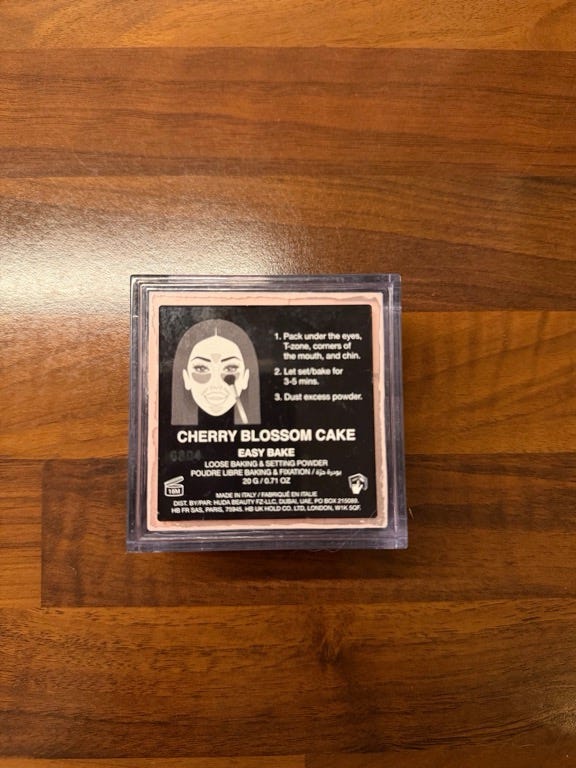 1. Pack under the eyes,
T-zone, corners of
the mouth, and chin.
2. Let set/bake for
3-5 mins.
3. Dust excess powder.
CHERRY BLOSSOM CAKE
EASY BAKE
LOOSE BAKING & SETTING POWDER
POUDRE LIBRE BAKING & FIXATION / بودرة حرّة
20 G / 0.71 OZ
18M
MADE IN ITALY / FABRIQUÉ EN ITALIE
DIST. BY/PAR: HUDA BEAUTY FZ-LLC, DUBAI, UAE, PO BOX 215089.
HB FR SAS, PARIS, 75945. HB UK HOLD CO. LTD, LONDON, W1K 5QF.